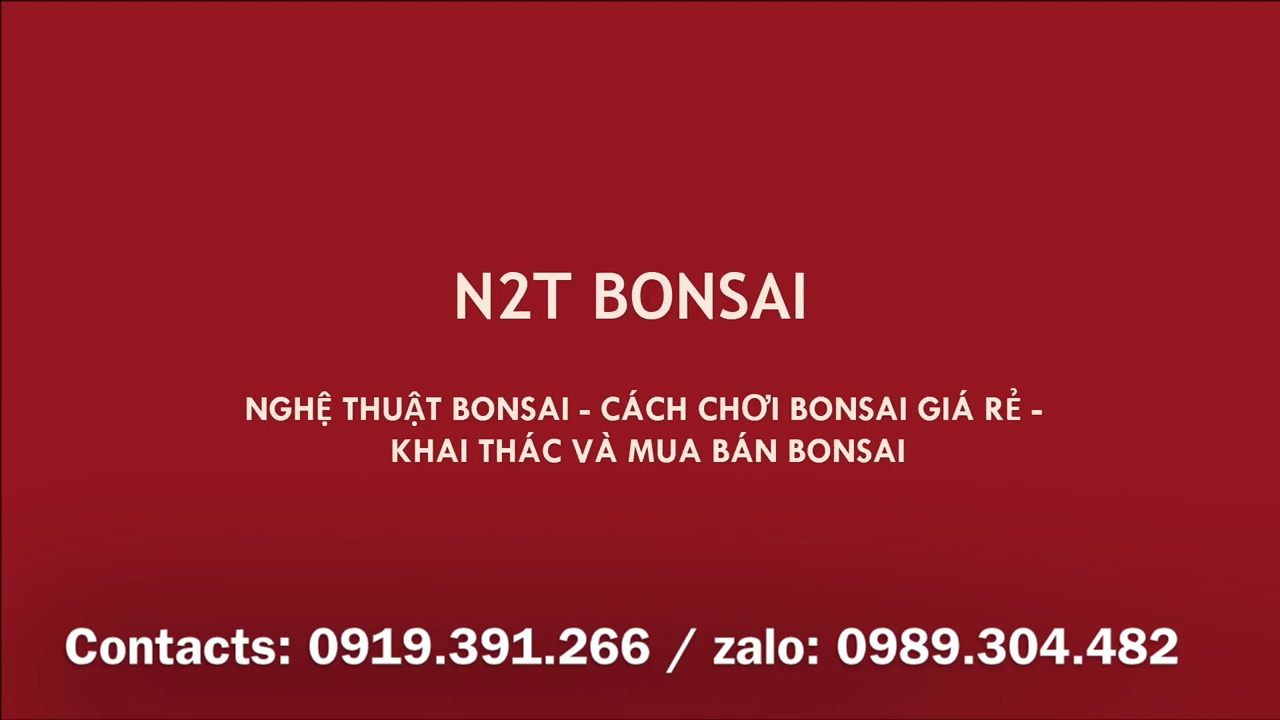 N2T BONSAI
NGHỆ THUẬT BONSAI - CÁCH CHƠI BONSAI GIÁ RẺ -
KHAI THÁC VÀ MUA BÁN BONSAI
Contacts: 0919.391.266 / zalo: 0989.304.482